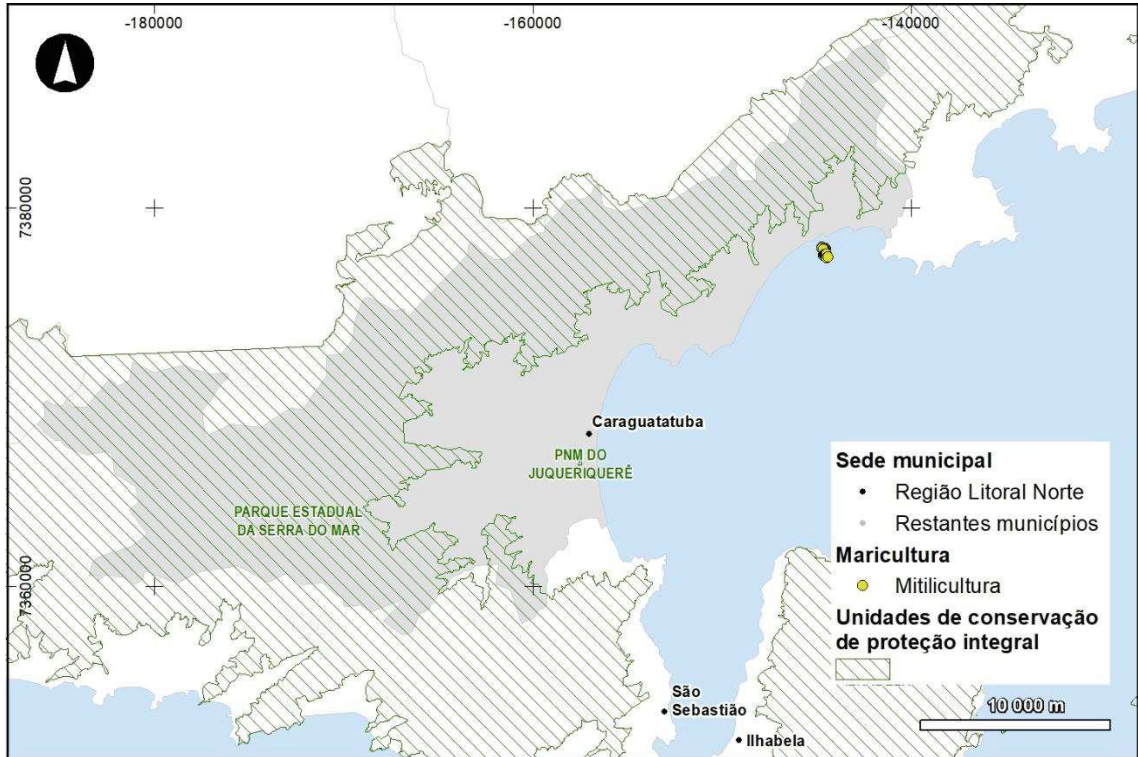 -180000
-160000
-140000
7380000
7360000
Caraguatatuba
PNM DO
JUQUERIQUERÊ
PARQUE ESTADUAL
DA SERRA DO MAR
São
Sebastião
Ilhabela
Sede municipal
Região Litoral Norte
Restantes municípios
Maricultura
Mitilicultura
Unidades de conservação
de proteção integral
10 000 m